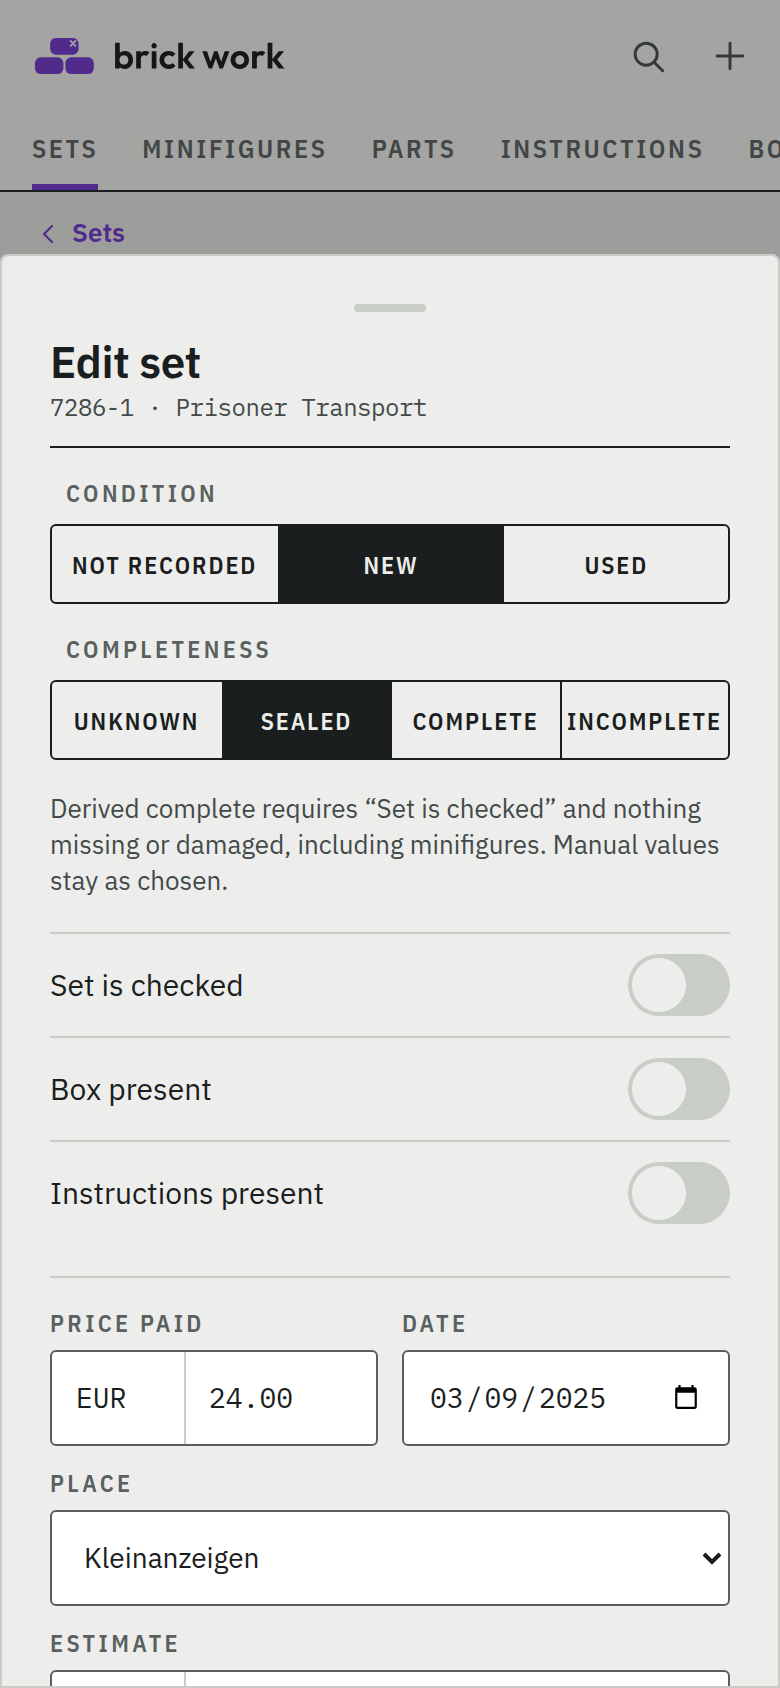 brick work
SETS MINIFIGURES PARTS INSTRUCTIONS BO
Sets
Edit set
7286-1 · Prisoner Transport
CONDITION
NOT RECORDED NEW USED
COMPLETENESS
UNKNOWN SEALED COMPLETE INCOMPLETE
Derived complete requires “Set is checked” and nothing
missing or damaged, including minifigures. Manual values
stay as chosen.
Set is checked
Box present
Instructions present
PRICE PAID DATE
EUR 24.00 03/09/2025
PLACE
Kleinanzeigen
ESTIMATE